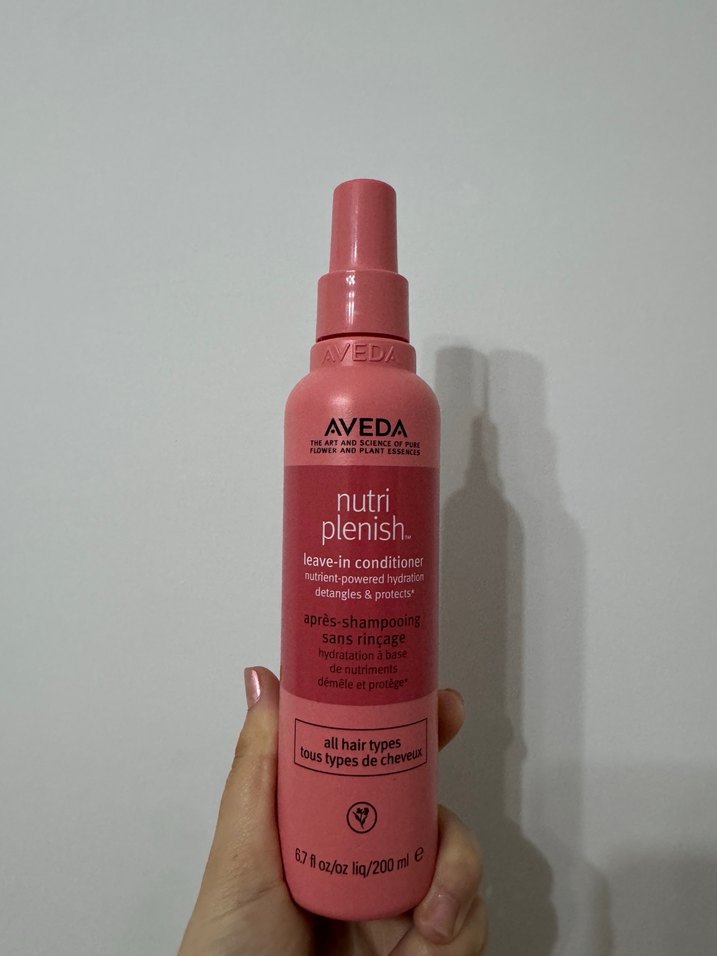 AVEDA
AVEDA
THE ART AND SCIENCE OF PURE
FLOWER AND PLANT ESSENCES
nutri
plenish™
leave-in conditioner
nutrient-powered hydration
detangles & protects*
après-shampooing
sans rinçage
hydratation à base
de nutriments
démêle et protège*
all hair types
tous types de cheveux
6.7 fl oz/oz liq/200 ml ℮